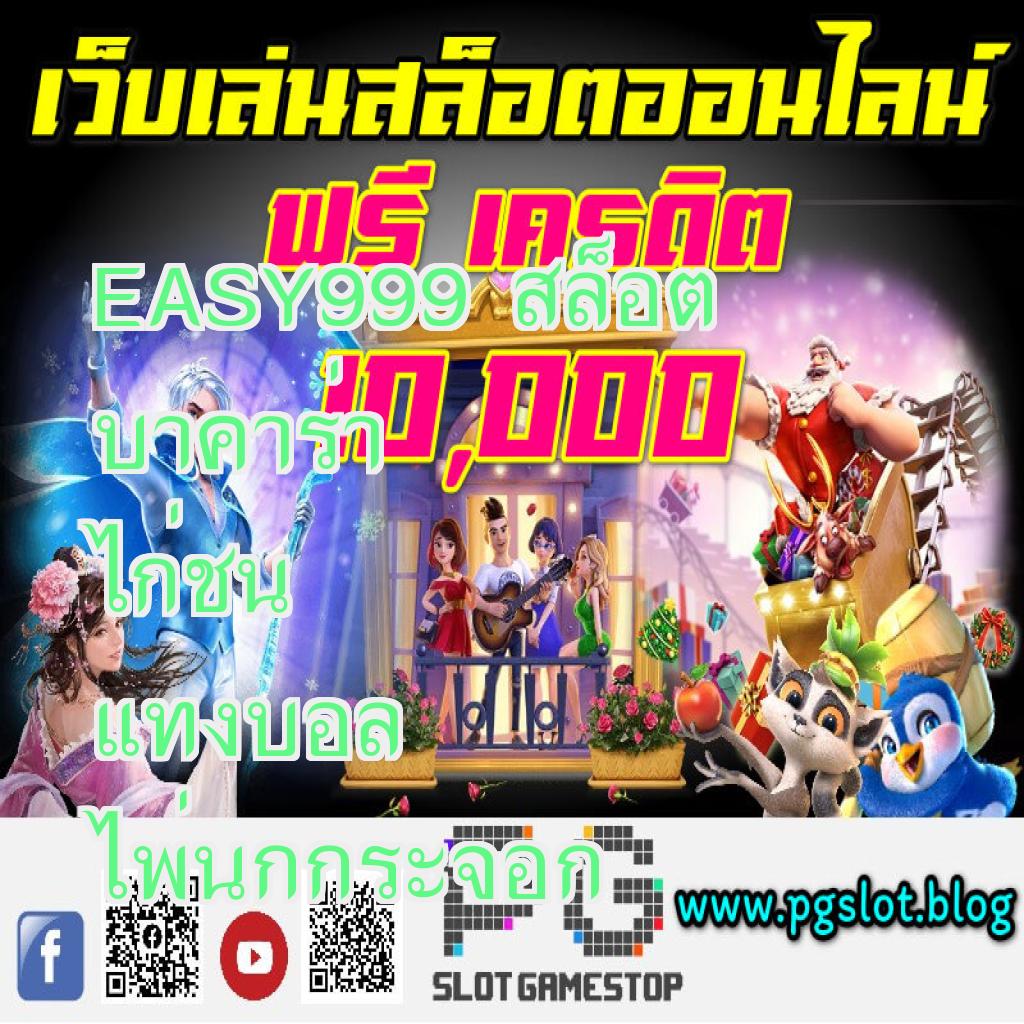 เว็บเล่นสล็อตออนไลน์
ฟรี เครดิต
EASY999 สล็อต
10,000
บาคาร่า
ไก่ชน
แทงบอล
ไพ่นกกระจอก
PG
www.pgslot.blog
SLOT GAMESTOP